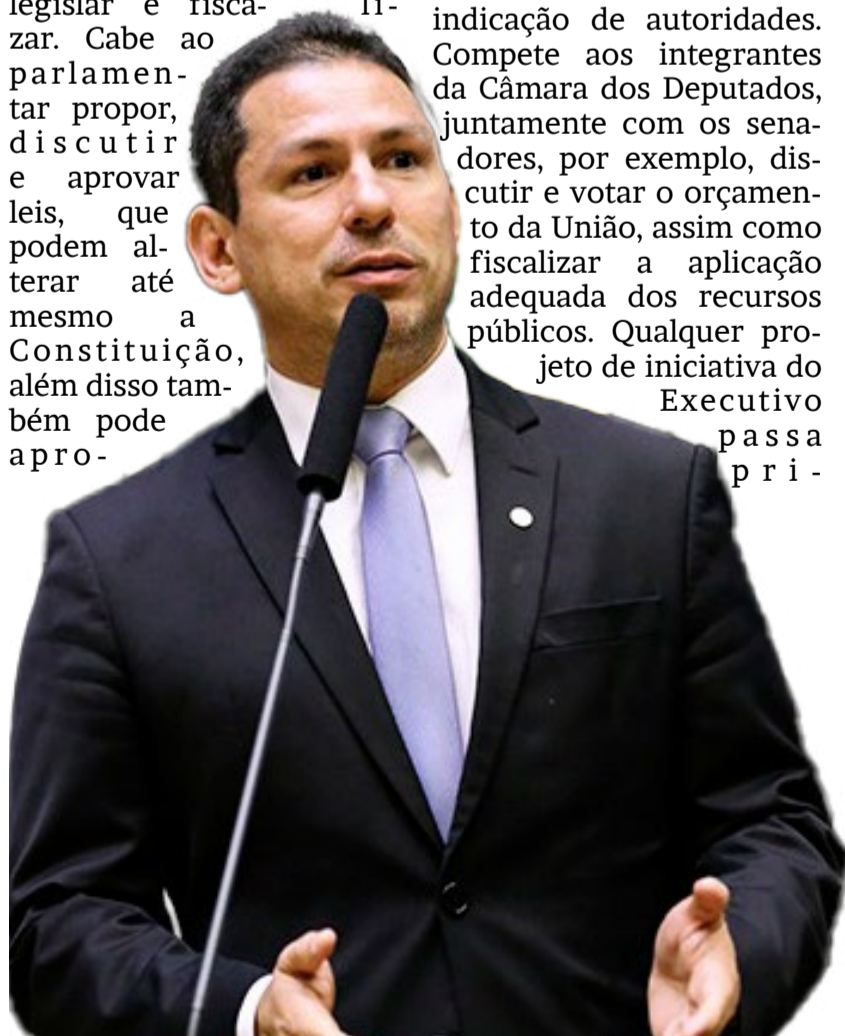 legislar e fisca-
zar. Cabe ao
parlamen-
tar propor,
discutir
e aprovar
leis, que
podem al-
terar até
mesmo a
Constituição,
além disso tam-
bém pode
apro-
li-
indicação de autoridades.
Compete aos integrantes
da Câmara dos Deputados,
juntamente com os sena-
dores, por exemplo, dis-
cutir e votar o orçamen-
to da União, assim como
fiscalizar a aplicação
adequada dos recursos
públicos. Qualquer pro-
jeto de iniciativa do
Executivo
passa
pri-